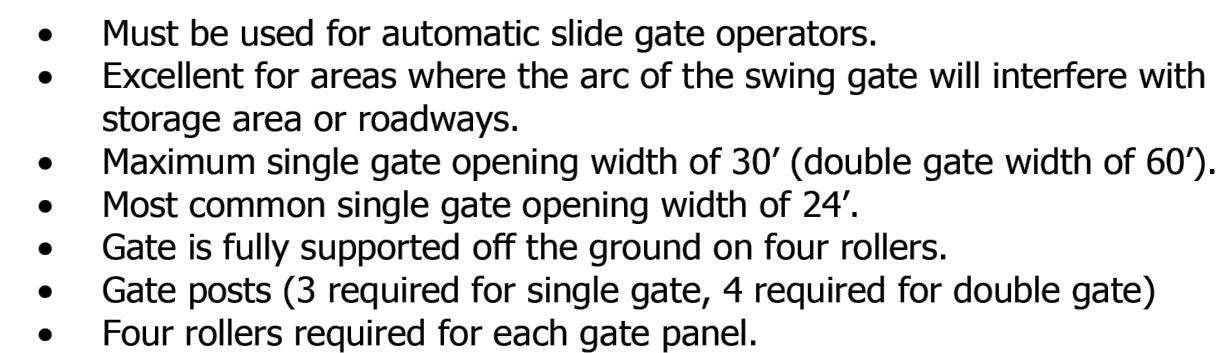 • Must be used for automatic slide gate operators.
• Excellent for areas where the arc of the swing gate will interfere with
storage area or roadways.
• Maximum single gate opening width of 30’ (double gate width of 60’).
• Most common single gate opening width of 24’.
• Gate is fully supported off the ground on four rollers.
• Gate posts (3 required for single gate, 4 required for double gate)
• Four rollers required for each gate panel.